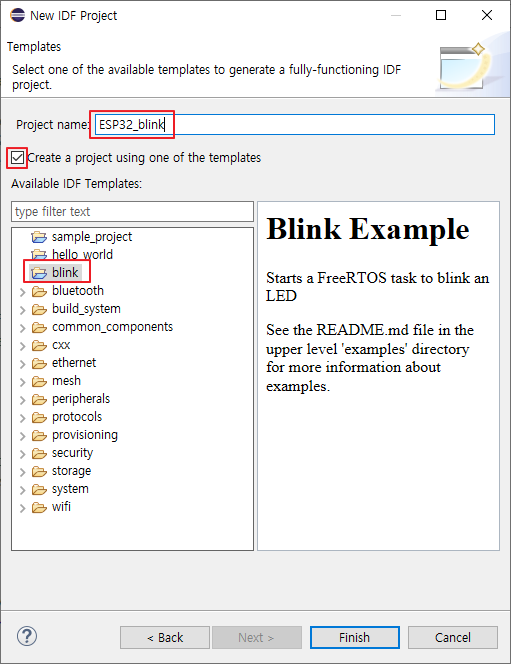 New IDF Project
Templates
Select one of the available templates to generate a fully-functioning IDF
project.
Project name: ESP32_blink
Create a project using one of the templates
Available IDF Templates:
type filter text
sample_project
hello_world
blink
bluetooth
build_system
common_components
cxx
ethernet
mesh
peripherals
protocols
provisioning
security
storage
system
wifi
Blink Example
Starts a FreeRTOS task to blink an
LED
See the README.md file in the
upper level 'examples' directory
for more information about
examples.
?
< Back
Next >
Finish
Cancel